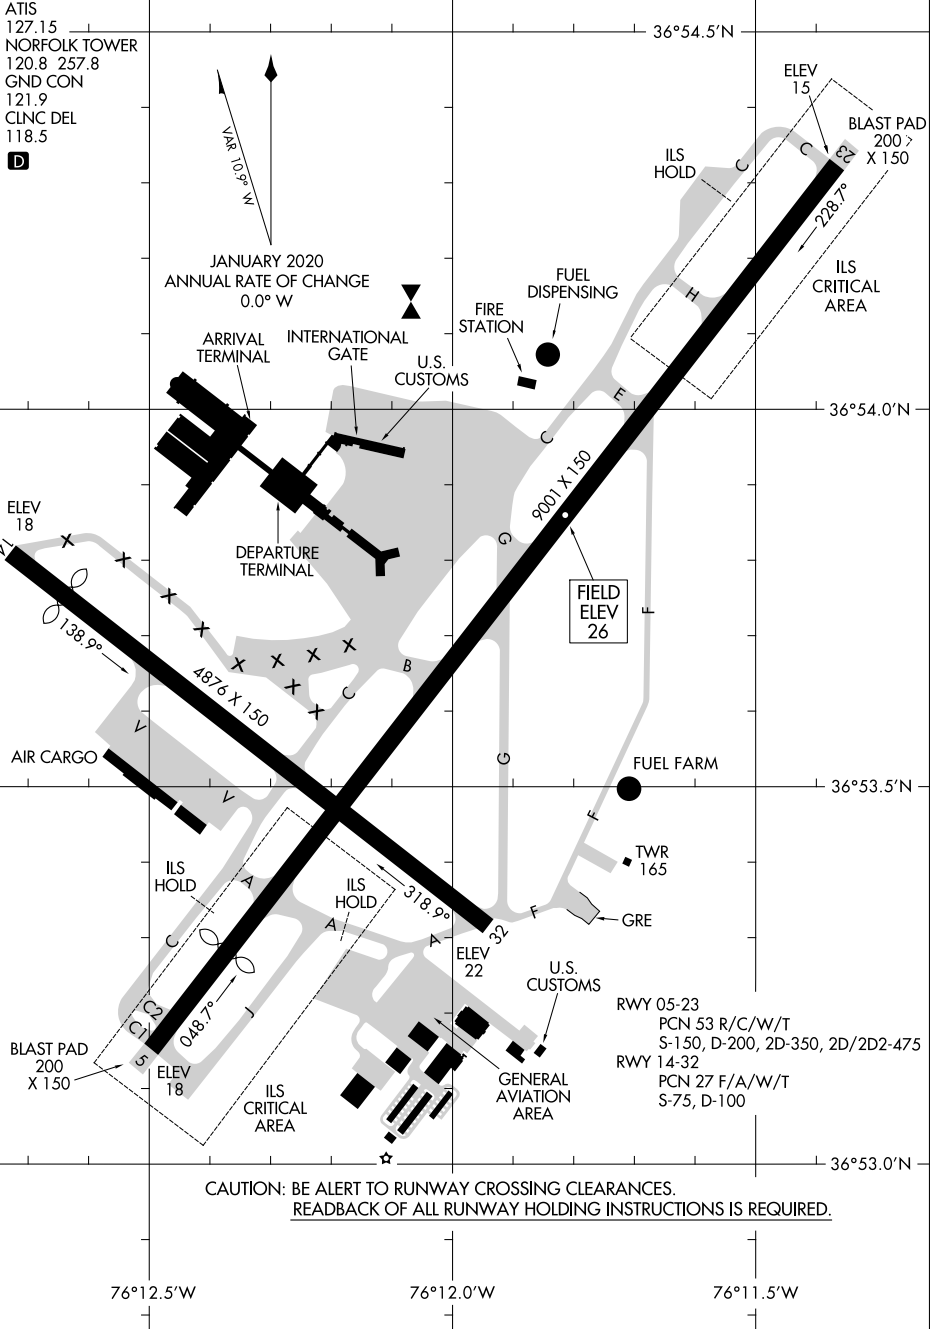 ATIS
127.15
NORFOLK TOWER
120.8 257.8
GND CON
121.9
CLNC DEL
118.5
D
36°54.5'N
ELEV
15
BLAST PAD
200
X 150
23
C
C
ILS
HOLD
228.7°
VAR 10.9° W
JANUARY 2020
ANNUAL RATE OF CHANGE
0.0° W
ILS
CRITICAL
AREA
H
FUEL
DISPENSING
FIRE
STATION
ARRIVAL
TERMINAL
INTERNATIONAL
GATE
U.S.
CUSTOMS
E
36°54.0'N
C
9001 X 150
ELEV
18
14
X
X
X
X
X
X
X
X
X
X
G
DEPARTURE
TERMINAL
FIELD
ELEV
26
F
138.9°
4876 X 150
B
C
V
AIR CARGO
V
G
FUEL FARM
36°53.5'N
F
TWR
165
ILS
HOLD
A
ILS
HOLD
318.9°
A
A
F
GRE
32
ELEV
22
C
U.S.
CUSTOMS
J
C2
C1
048.7°
5
ELEV
18
BLAST PAD
200
X 150
ILS
CRITICAL
AREA
GENERAL
AVIATION
AREA
RWY 05-23
PCN 53 R/C/W/T
S-150, D-200, 2D-350, 2D/2D2-475
RWY 14-32
PCN 27 F/A/W/T
S-75, D-100
36°53.0'N
CAUTION: BE ALERT TO RUNWAY CROSSING CLEARANCES.
READBACK OF ALL RUNWAY HOLDING INSTRUCTIONS IS REQUIRED.
76°12.5'W
76°12.0'W
76°11.5'W